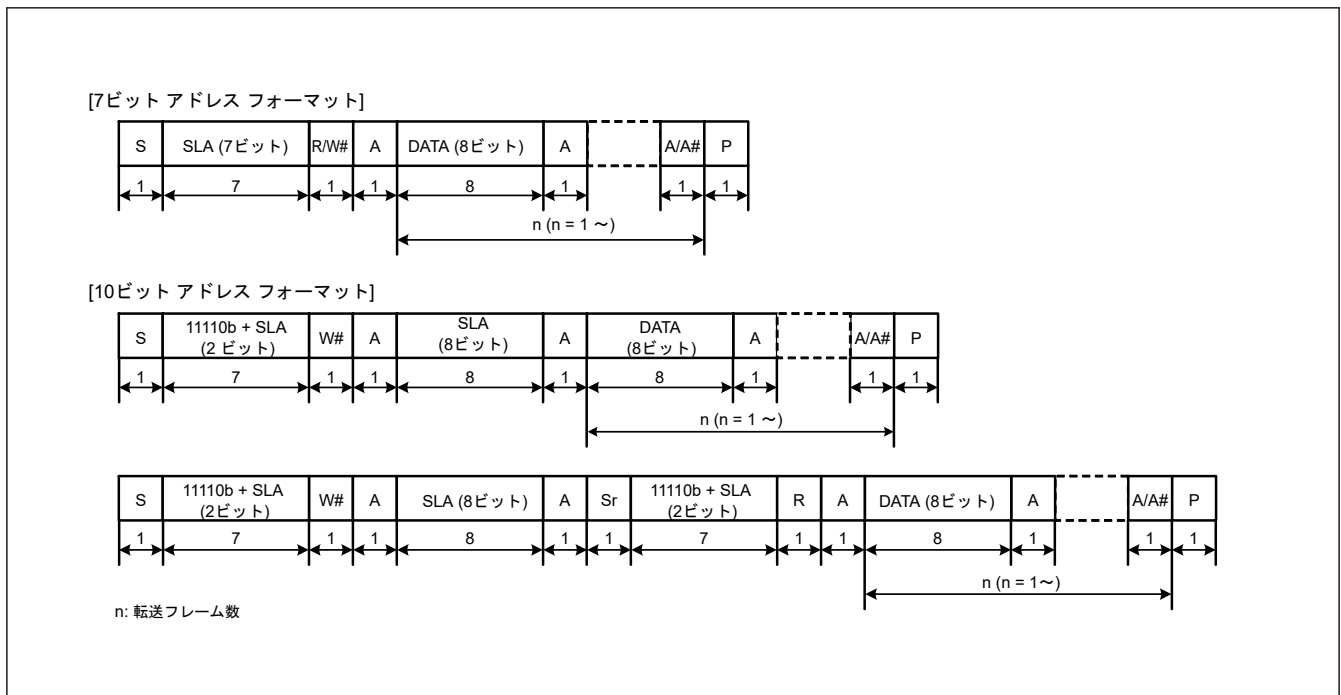 [7ビット アドレス フォーマット]
S SLA (7ビット) R/W# A DATA (8ビット) A A/A# P
1 7 1 1 8 1 1 1
n (n = 1 ～)
[10ビット アドレス フォーマット]
S 11110b + SLA (2 ビット) W# A SLA (8ビット) A DATA (8ビット) A A/A# P
1 7 1 1 8 1 8 1 1 1
n (n = 1 ～)
S 11110b + SLA (2ビット) W# A SLA (8ビット) A Sr 11110b + SLA (2ビット) R A DATA (8ビット) A A/A# P
1 7 1 1 8 1 1 7 1 1 8 1 1 1
n (n = 1～)
n: 転送フレーム数